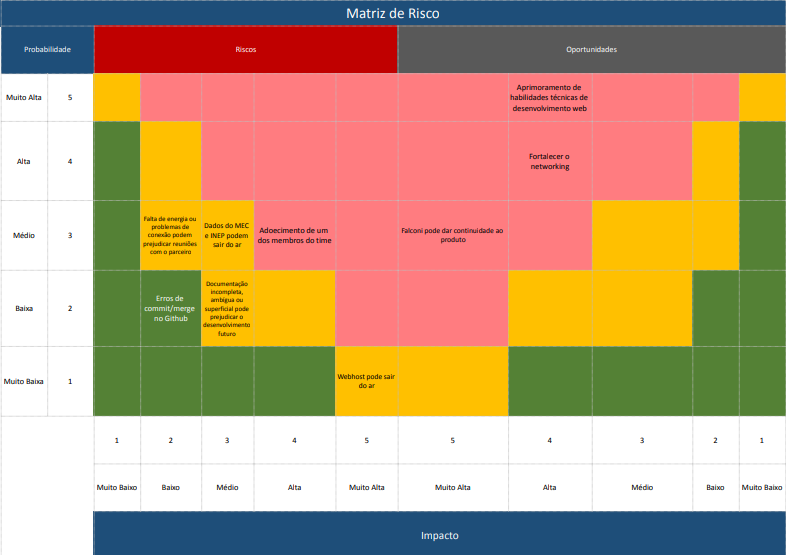 Matriz de Risco
Probabilidade
Riscos
Oportunidades
Muito Alta
5
Aprimoramento de
habilidades técnicas de
desenvolvimento web
Alta
4
Fortalecer o
networking
Médio
3
Falta de energia ou
problemas de
conexão podem
prejudicar reuniões
com o parceiro
Dados do MEC
e INEP podem
sair do ar
Adoecimento de um
dos membros do time
Falconi pode dar continuidade ao
produto
Baixa
2
Erros de
commit/merge
no Github
Documentação
incompleta,
ambigua ou
superficial pode
prejudicar o
desenvolvimento
futuro
Muito Baixa
1
Webhost pode sair
do ar
1
2
3
4
5
5
4
3
2
1
Muito Baixo
Baixo
Médio
Alta
Muito Alta
Muito Alta
Alta
Médio
Baixo
Muito Baixo
Impacto